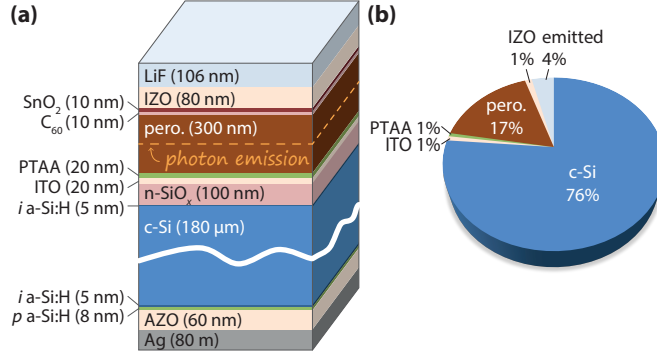 (a)
LiF (106 nm)
IZO (80 nm)
SnO₂ (10 nm)
C₆₀ (10 nm)
pero. (300 nm)
photon emission
PTAA (20 nm)
ITO (20 nm)
n-SiOₓ (100 nm)
i a-Si:H (5 nm)
c-Si (180 μm)
i a-Si:H (5 nm)
p a-Si:H (8 nm)
AZO (60 nm)
Ag (80 m)
(b)
IZO emitted
1% 4%
pero.
17%
PTAA 1%
ITO 1%
c-Si
76%